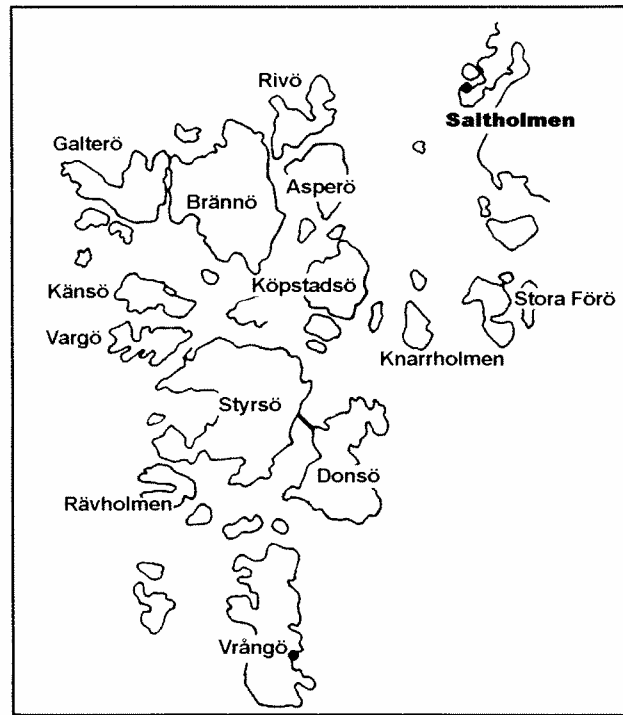 Rivö
Saltholmen
Galterö
Asperö
Brännö
Känsö
Köpstadsö
Stora Förö
Vargö
Knarrholmen
Styrsö
Donsö
Rävholmen
Vrångö